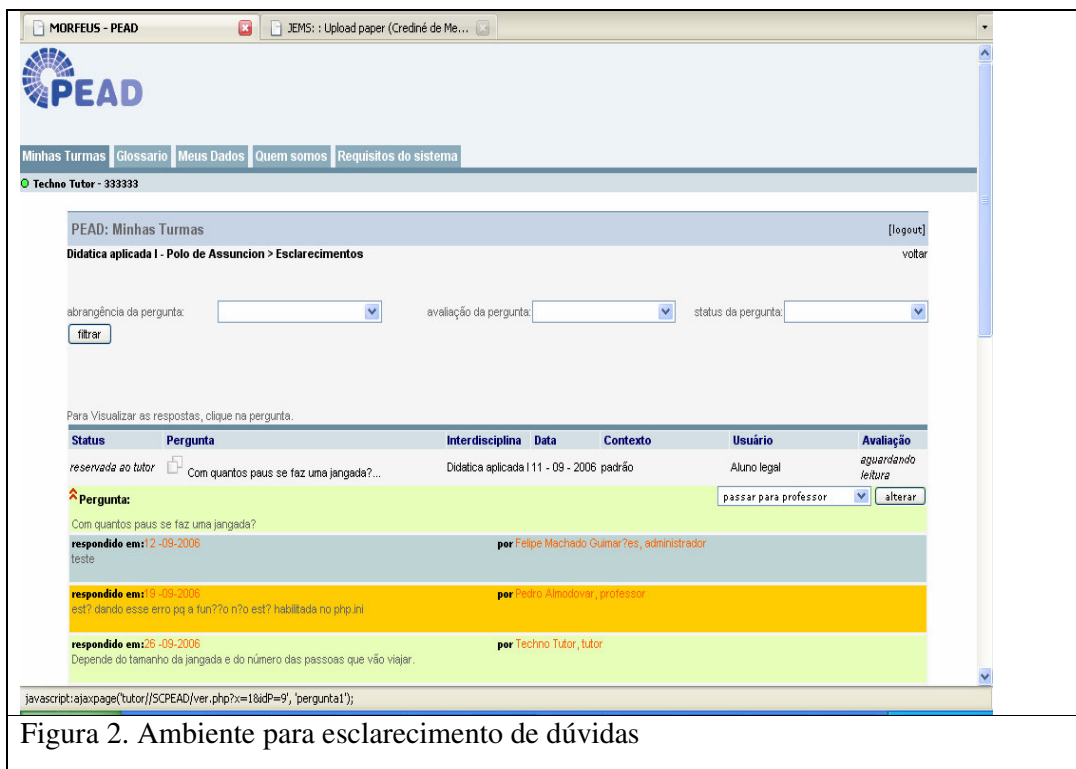 MORFEUS - PEAD JEMS: : Upload paper (Crediné de Me...
PEAD
Minhas Turmas Glossario Meus Dados Quem somos Requisitos do sistema
Techno Tutor - 333333
PEAD: Minhas Turmas [logout]
Didatica aplicada I - Polo de Assuncion > Esclarecimentos voltar
abrangência da pergunta: avaliação da pergunta: status da pergunta:
filtrar
Para Visualizar as respostas, clique na pergunta.
Status Pergunta Interdisciplina Data Contexto Usuário Avaliação
reservada ao tutor Com quantos paus se faz uma jangada?... Didatica aplicada I 11 - 09 - 2006 padrão Aluno legal aguardando leitura
Pergunta: passar para professor alterar
Com quantos paus se faz uma jangada?
respondido em:12 -09-2006 por Felipe Machado Guimar?es, administrador
teste
respondido em:19 -09-2006 por Pedro Almodovar, professor
est? dando esse erro pq a fun??o n?o est? habilitada no php.ini
respondido em:26 -09-2006 por Techno Tutor, tutor
Depende do tamanho da jangada e do número das passoas que vão viajar.
javascript:ajaxpage('tutor//SCPEAD/ver.php?x=1&idP=9', 'pergunta1');
Figura 2. Ambiente para esclarecimento de dúvidas